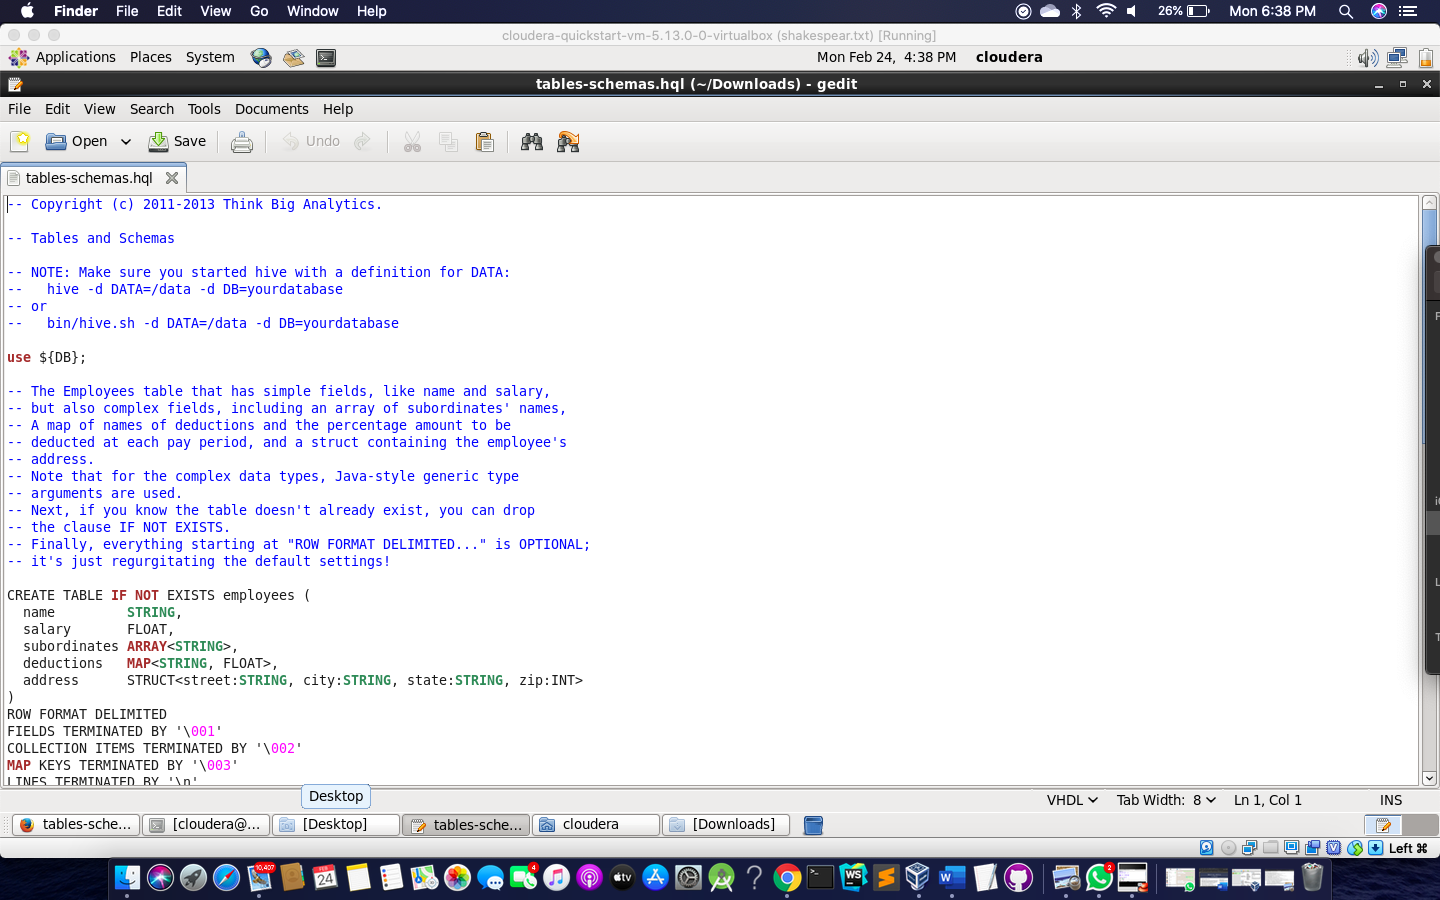 Finder File Edit View Go Window Help 26% Mon 6:38 PM
cloudera-quickstart-vm-5.13.0-0-virtualbox (shakespear.txt) [Running]
Applications Places System Mon Feb 24, 4:38 PM cloudera
tables-schemas.hql (~/Downloads) - gedit
File Edit View Search Tools Documents Help
Open Save Undo
tables-schemas.hql
-- Copyright (c) 2011-2013 Think Big Analytics.
-- Tables and Schemas
-- NOTE: Make sure you started hive with a definition for DATA:
--   hive -d DATA=/data -d DB=yourdatabase
-- or
--   bin/hive.sh -d DATA=/data -d DB=yourdatabase
use ${DB};
-- The Employees table that has simple fields, like name and salary,
-- but also complex fields, including an array of subordinates' names,
-- A map of names of deductions and the percentage amount to be
-- deducted at each pay period, and a struct containing the employee's
-- address.
-- Note that for the complex data types, Java-style generic type
-- arguments are used.
-- Next, if you know the table doesn't already exist, you can drop
-- the clause IF NOT EXISTS.
-- Finally, everything starting at "ROW FORMAT DELIMITED..." is OPTIONAL;
-- it's just regurgitating the default settings!
CREATE TABLE IF NOT EXISTS employees (
  name         STRING,
  salary       FLOAT,
  subordinates ARRAY<STRING>,
  deductions   MAP<STRING, FLOAT>,
  address      STRUCT<street:STRING, city:STRING, state:STRING, zip:INT>
)
ROW FORMAT DELIMITED
FIELDS TERMINATED BY '\001'
COLLECTION ITEMS TERMINATED BY '\002'
MAP KEYS TERMINATED BY '\003'
LINES TERMINATED BY '\n'
Desktop
VHDL Tab Width: 8 Ln 1, Col 1 INS
tables-sche... [cloudera@... [Desktop] tables-sche... cloudera [Downloads]
Left ⌘
10,407 FEB 24 4 tv WS W 2